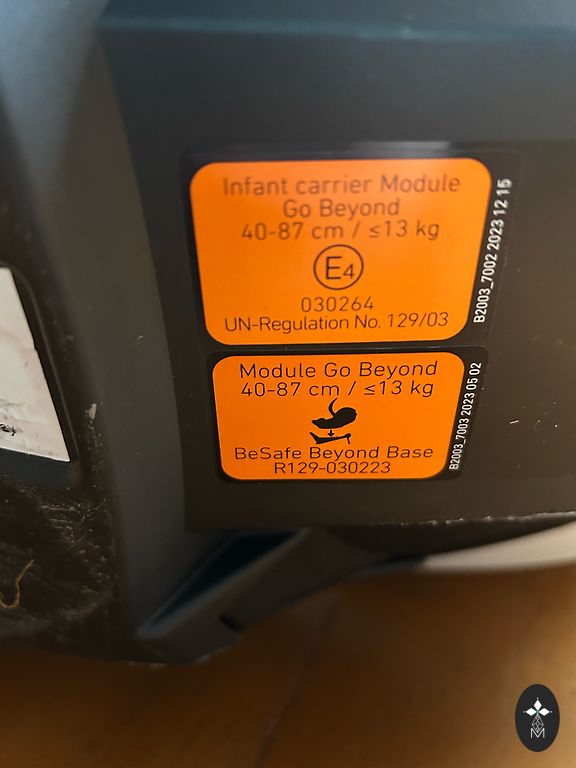 Infant carrier Module
Go Beyond
40-87 cm / ≤13 kg
E4
030264
UN-Regulation No. 129/03
B2003_7002 2023 12 15
Module Go Beyond
40-87 cm / ≤13 kg
BeSafe Beyond Base
R129-030223
B2003_7003 2023 05 02
M